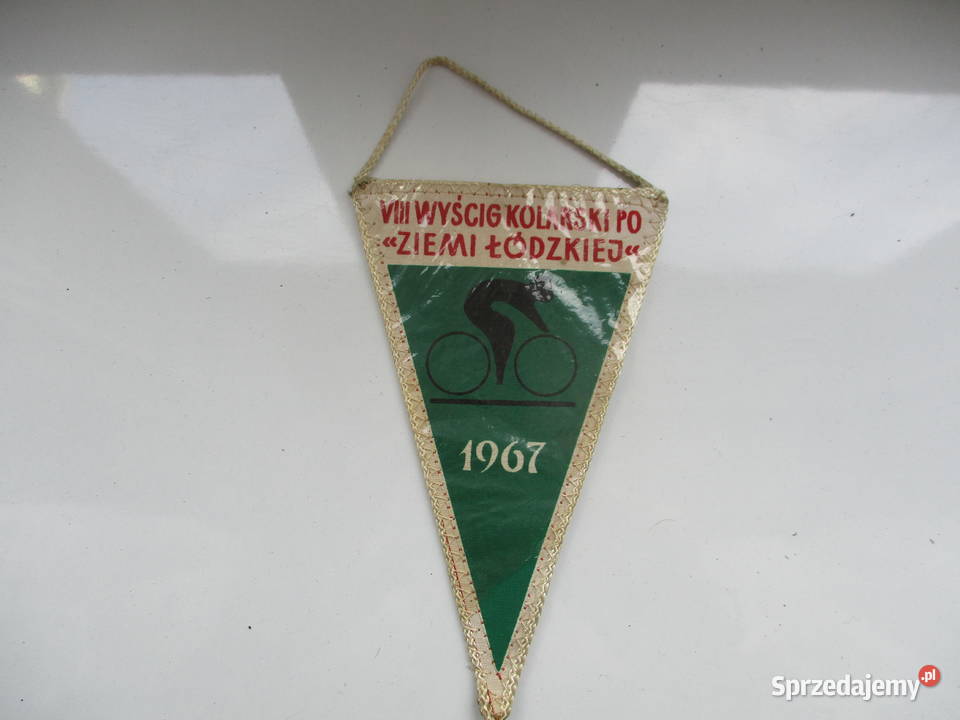 VIII WYŚCIG KOLARSKI PO
«ZIEMI ŁÓDZKIEJ«
1967
Sprzedajemy.pl